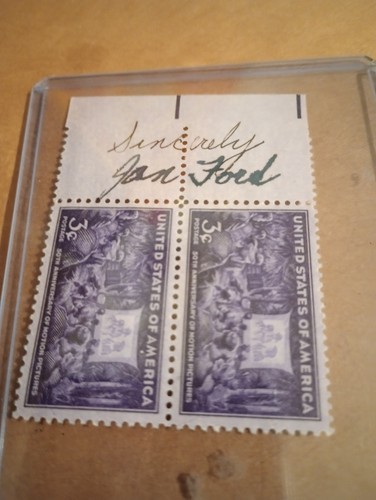 Sincerely
Jan Ford
UNITED STATES OF AMERICA
3¢
POSTAGE
50TH ANNIVERSARY OF MOTION PICTURES
UNITED STATES OF AMERICA
3¢
POSTAGE
50TH ANNIVERSARY OF MOTION PICTURES